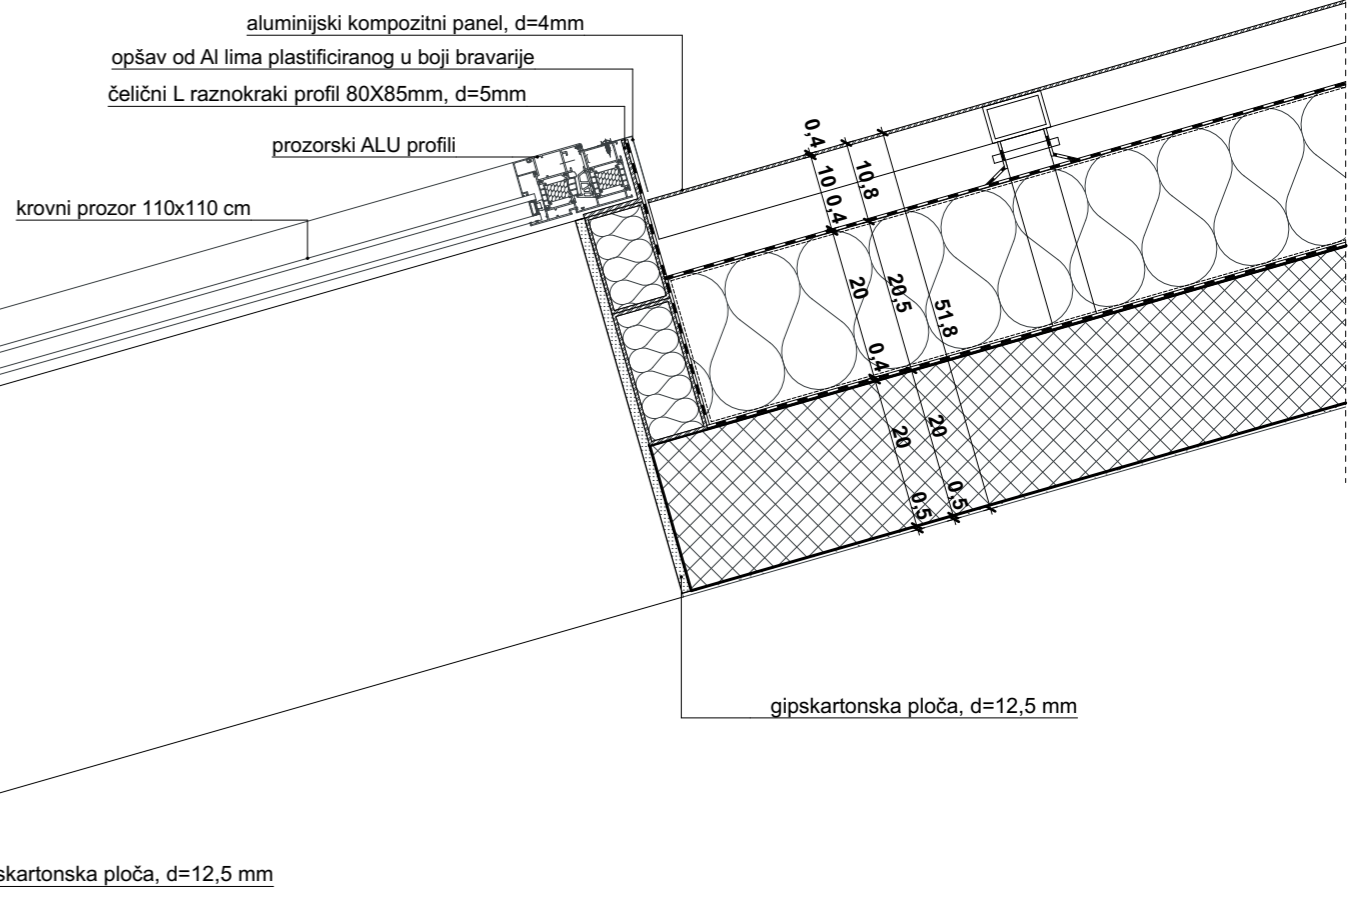 aluminijski kompozitni panel, d=4mm
opšav od Al lima plastificiranog u boji bravarije
čelični L raznokraki profil 80X85mm, d=5mm
prozorski ALU profili
krovni prozor 110x110 cm
0,4
10
0,4
20
0,4
20
0,5
10,8
20,5
20
0,5
51,8
gipskartonska ploča, d=12,5 mm
skartonska ploča, d=12,5 mm